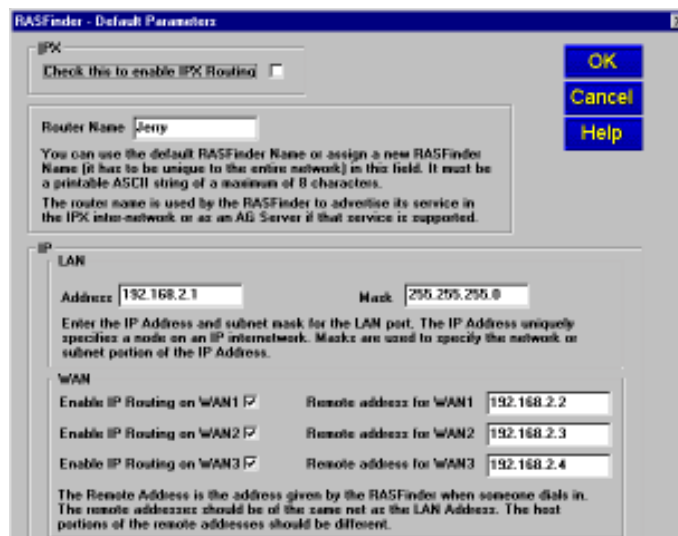 RASFinder - Default Parameters
IPX
Check this to enable IPX Routing
OK
Cancel
Help
Router Name Jerry
You can use the default RASFinder Name or assign a new RASFinder
Name (it has to be unique to the entire network) in this field. It must be
a printable ASCII string of a maximum of 8 characters.
The router name is used by the RASFinder to advertise its service in
the IPX inter-network or as an AG Server if that service is supported.
IP
LAN
Address 192.168.2.1 Mask 255.255.255.0
Enter the IP Address and subnet mask for the LAN port. The IP Address uniquely
specifies a node on an IP internetwork. Masks are used to specify the network or
subnet portion of the IP Address.
WAN
Enable IP Routing on WAN1 Remote address for WAN1 192.168.2.2
Enable IP Routing on WAN2 Remote address for WAN2 192.168.2.3
Enable IP Routing on WAN3 Remote address for WAN3 192.168.2.4
The Remote Address is the address given by the RASFinder when someone dials in.
The remote addresses should be of the same net as the LAN Address. The host
portions of the remote addresses should be different.